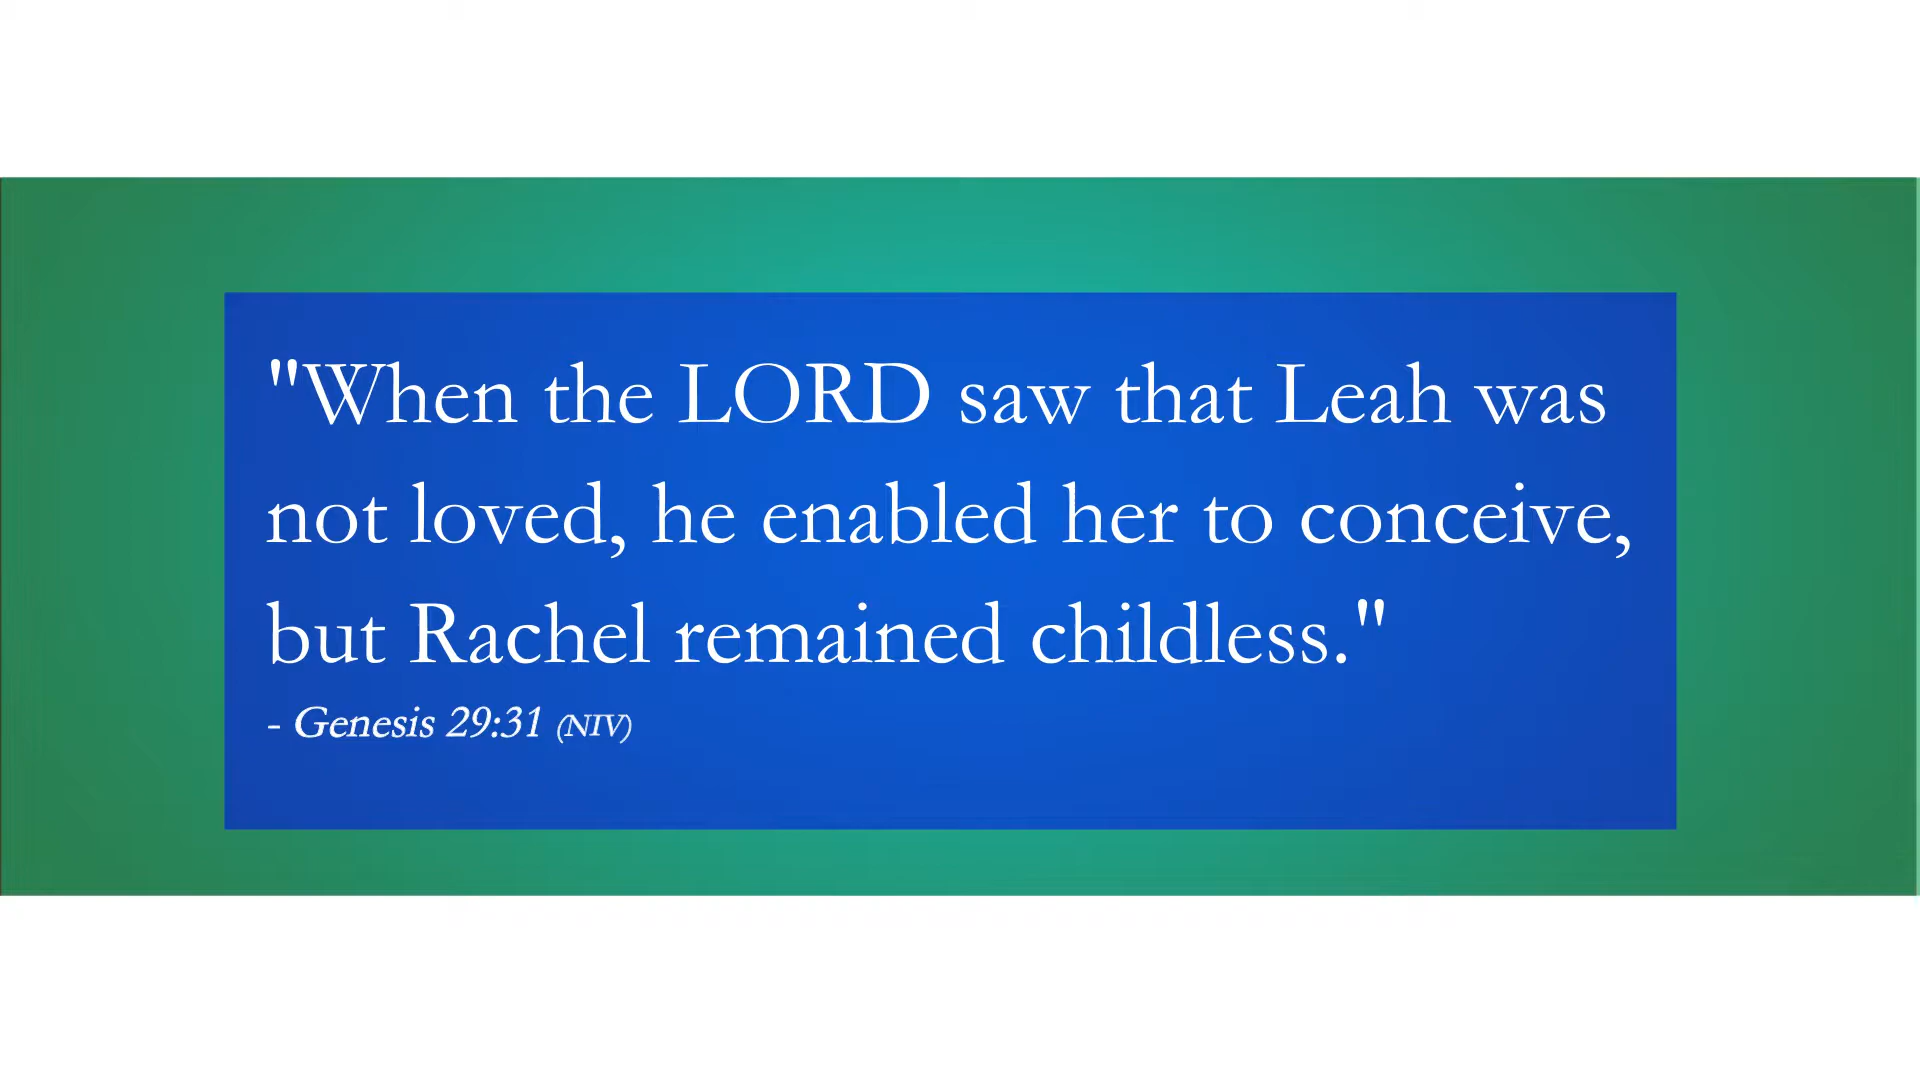 "When the LORD saw that Leah was
not loved, he enabled her to conceive,
but Rachel remained childless."
- Genesis 29:31 (NIV)